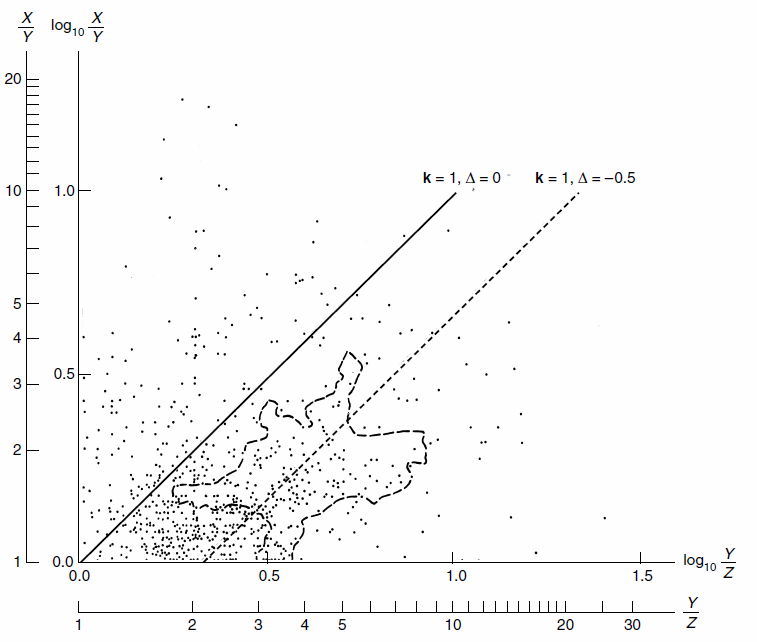 X/Y log10 X/Y
20
k = 1, Δ = 0 k = 1, Δ = −0.5
10 1.0
5
4
0.5
3
2
1 0.0
log10 Y/Z
0.0 0.5 1.0 1.5
Y/Z
1 2 3 4 5 10 20 30